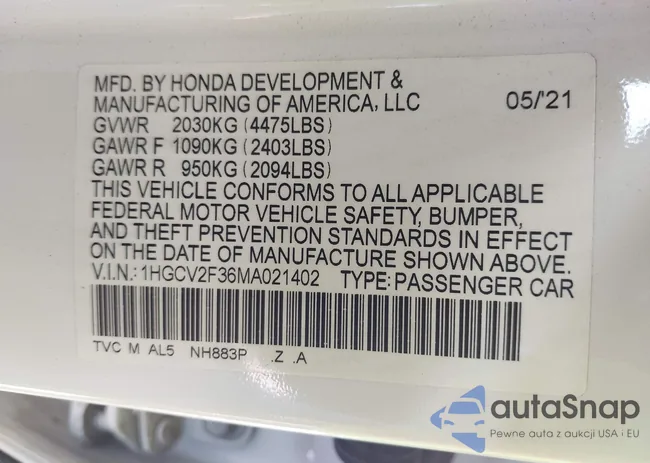 MFD. BY HONDA DEVELOPMENT &
MANUFACTURING OF AMERICA, LLC 05/'21
GVWR 2030KG (4475LBS)
GAWR F 1090KG (2403LBS)
GAWR R 950KG (2094LBS)
THIS VEHICLE CONFORMS TO ALL APPLICABLE
FEDERAL MOTOR VEHICLE SAFETY, BUMPER,
AND THEFT PREVENTION STANDARDS IN EFFECT
ON THE DATE OF MANUFACTURE SHOWN ABOVE.
V.I.N.: 1HGCV2F36MA021402 TYPE: PASSENGER CAR
TVC M AL5 NH883P .Z .A
autaSnap
Pewne auta z aukcji USA i EU